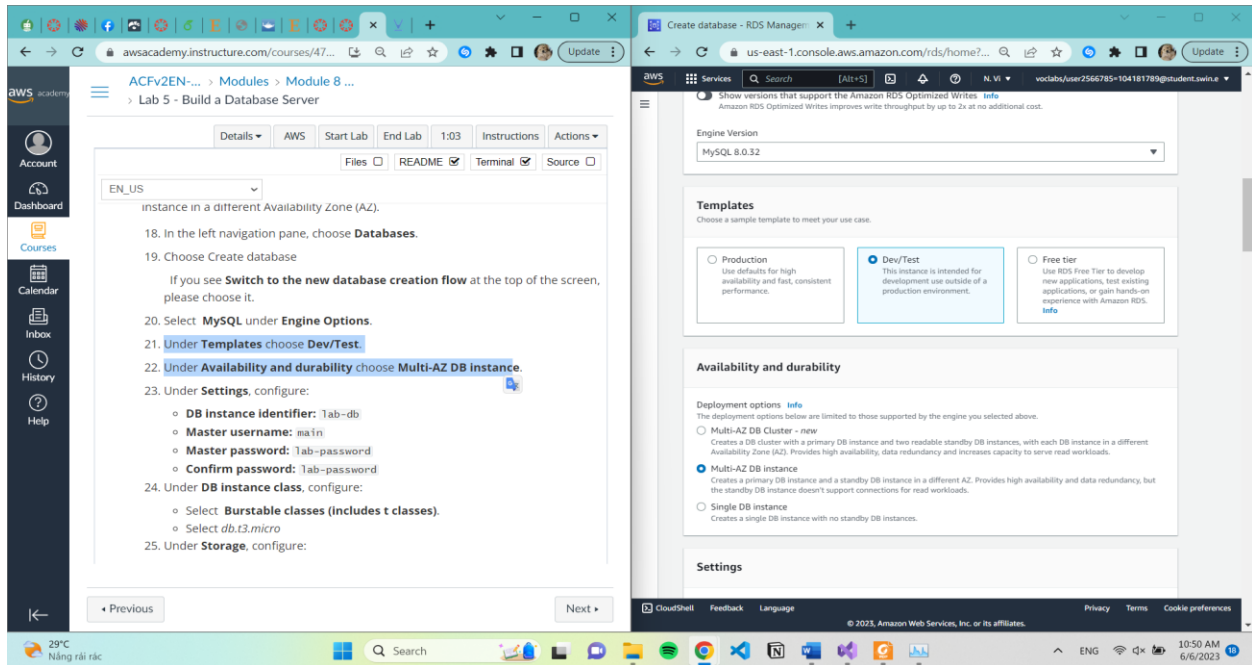 awsacademy.instructure.com/courses/47...
Update
aws academy
ACFv2EN-... > Modules > Module 8 ...
> Lab 5 - Build a Database Server
Account
Dashboard
Courses
Calendar
Inbox
History
Help
Details
AWS
Start Lab
End Lab
1:03
Instructions
Actions
Files
README
Terminal
Source
EN_US
instance in a different Availability Zone (AZ).
18. In the left navigation pane, choose Databases.
19. Choose Create database
If you see Switch to the new database creation flow at the top of the screen,
please choose it.
20. Select MySQL under Engine Options.
21. Under Templates choose Dev/Test.
22. Under Availability and durability choose Multi-AZ DB instance.
23. Under Settings, configure:
DB instance identifier: lab-db
Master username: main
Master password: lab-password
Confirm password: lab-password
24. Under DB instance class, configure:
Select Burstable classes (includes t classes).
Select db.t3.micro
25. Under Storage, configure:
Previous
Next
Create database - RDS Managem
us-east-1.console.aws.amazon.com/rds/home?...
Update
aws
Services
Search
[Alt+S]
N. Vi
voclabs/user2566785=104181789@student.swin.e
Show versions that support the Amazon RDS Optimized Writes Info
Amazon RDS Optimized Writes improves write throughput by up to 2x at no additional cost.
Engine Version
MySQL 8.0.32
Templates
Choose a sample template to meet your use case.
Production
Use defaults for high
availability and fast, consistent
performance.
Dev/Test
This instance is intended for
development use outside of a
production environment.
Free tier
Use RDS Free Tier to develop
new applications, test existing
applications, or gain hands-on
experience with Amazon RDS.
Info
Availability and durability
Deployment options Info
The deployment options below are limited to those supported by the engine you selected above.
Multi-AZ DB Cluster - new
Creates a DB cluster with a primary DB instance and two readable standby DB instances, with each DB instance in a different
Availability Zone (AZ). Provides high availability, data redundancy and increases capacity to serve read workloads.
Multi-AZ DB instance
Creates a primary DB instance and a standby DB instance in a different AZ. Provides high availability and data redundancy, but
the standby DB instance doesn't support connections for read workloads.
Single DB instance
Creates a single DB instance with no standby DB instances.
Settings
CloudShell
Feedback
Language
Privacy
Terms
Cookie preferences
© 2023, Amazon Web Services, Inc. or its affiliates.
29°C
Nắng rải rác
Search
ENG
10:50 AM
6/6/2023
18